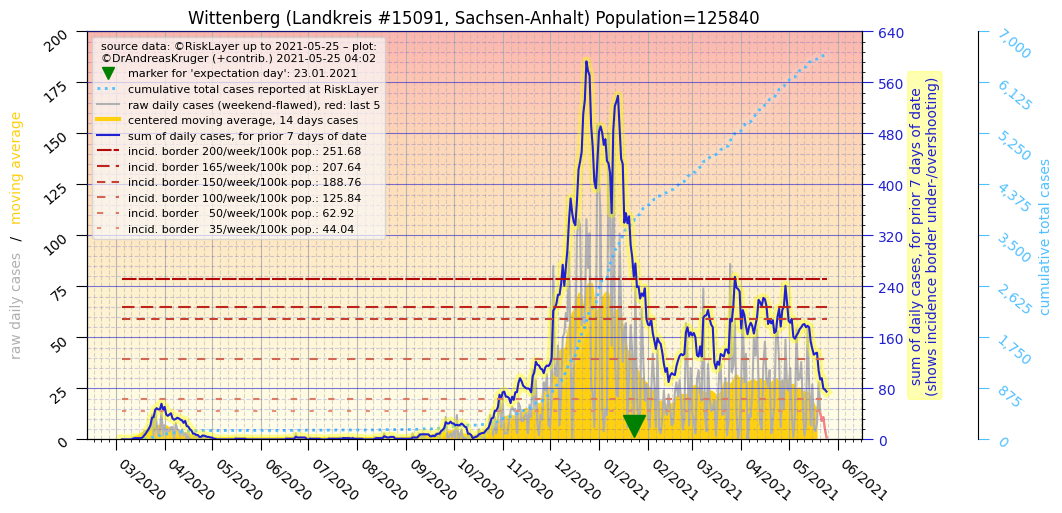 Wittenberg (Landkreis #15091, Sachsen-Anhalt) Population=125840
source data: ©RiskLayer up to 2021-05-25 – plot:
©DrAndreasKruger (+contrib.) 2021-05-25 04:02
marker for 'expectation day': 23.01.2021
cumulative total cases reported at RiskLayer
raw daily cases (weekend-flawed), red: last 5
centered moving average, 14 days cases
sum of daily cases, for prior 7 days of date
incid. border 200/week/100k pop.: 251.68
incid. border 165/week/100k pop.: 207.64
incid. border 150/week/100k pop.: 188.76
incid. border 100/week/100k pop.: 125.84
incid. border 50/week/100k pop.: 62.92
incid. border 35/week/100k pop.: 44.04
raw daily cases / moving average
200
175
150
125
100
75
50
25
0
03/2020
04/2020
05/2020
06/2020
07/2020
08/2020
09/2020
10/2020
11/2020
12/2020
01/2021
02/2021
03/2021
04/2021
05/2021
06/2021
640
560
480
400
320
240
160
80
0
sum of daily cases, for prior 7 days of date
(shows incidence border under-/overshooting)
7,000
6,125
5,250
4,375
3,500
2,625
1,750
875
0
cumulative total cases